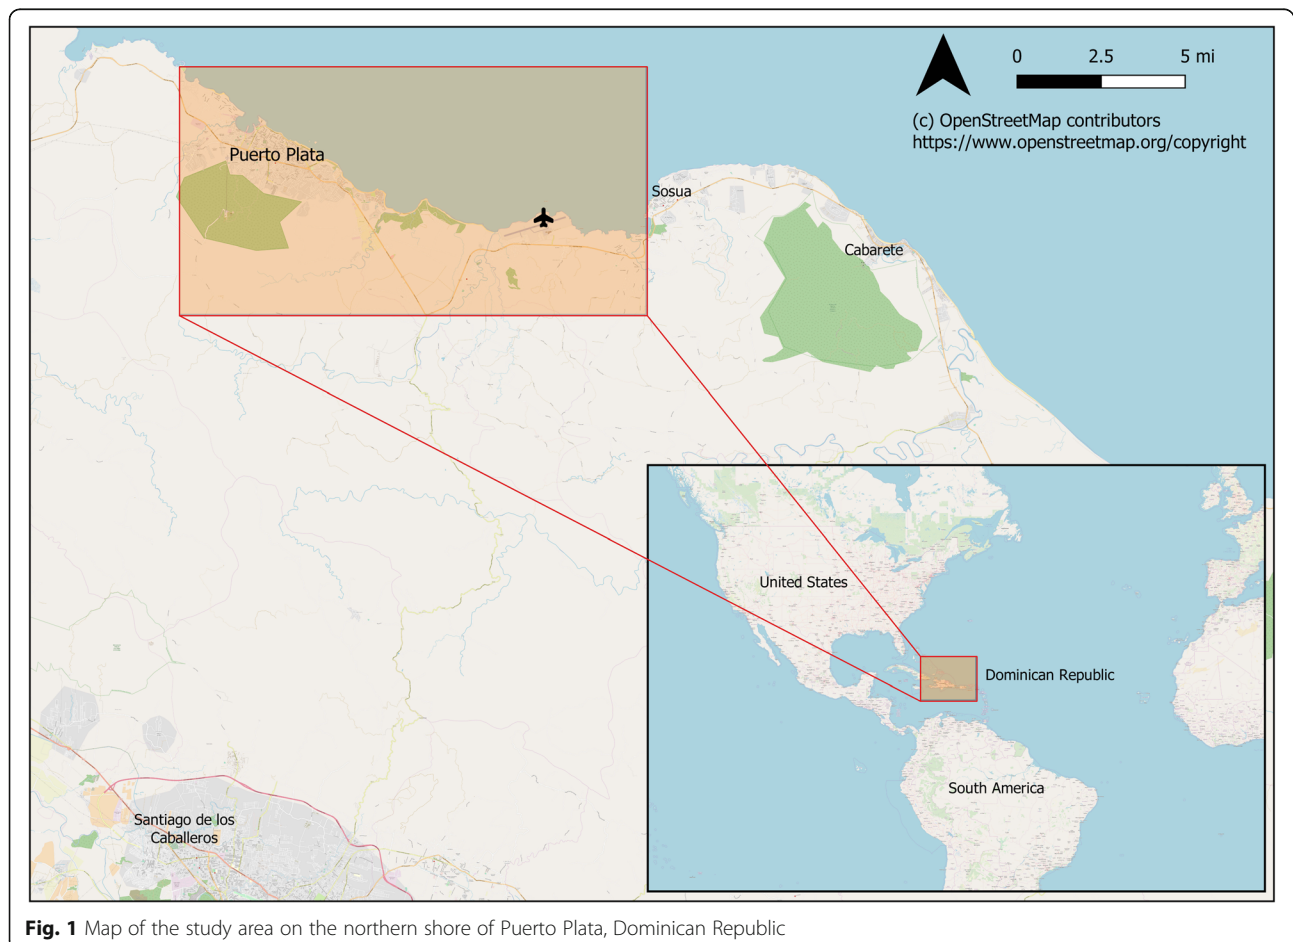 0 2.5 5 mi
(c) OpenStreetMap contributors
https://www.openstreetmap.org/copyright
Puerto Plata
Sosua
Cabarete
United States
Dominican Republic
South America
Santiago de los
Caballeros
Fig. 1 Map of the study area on the northern shore of Puerto Plata, Dominican Republic